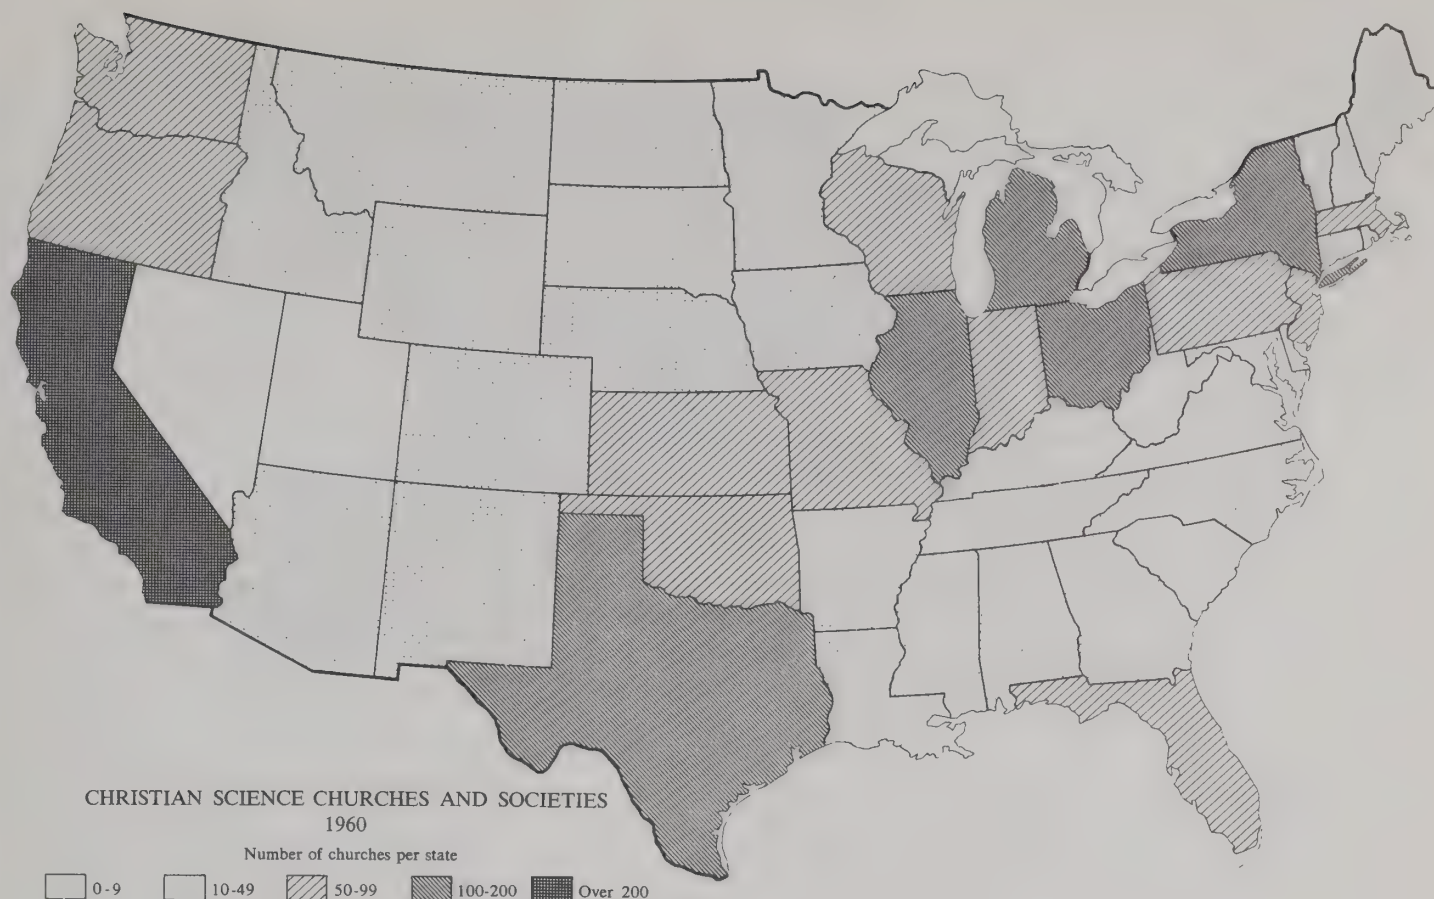 CHRISTIAN SCIENCE CHURCHES AND SOCIETIES
1960
Number of churches per state
0-9 10-49 50-99 100-200 Over 200